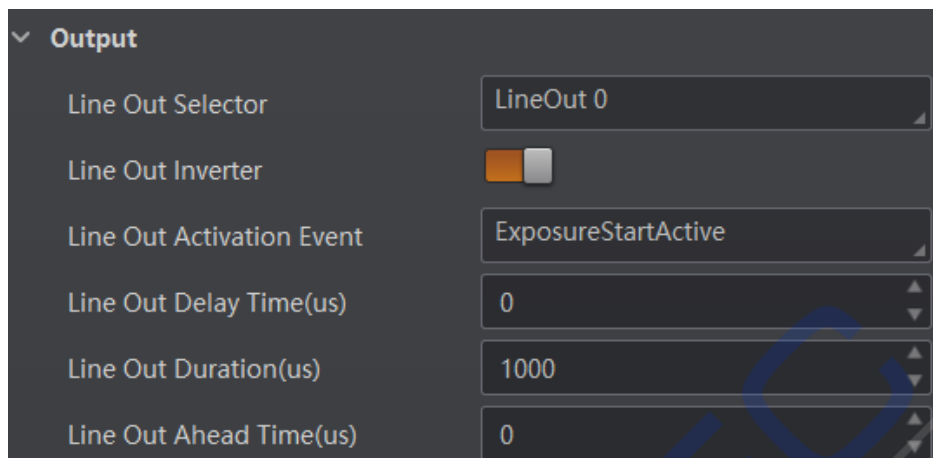 Output
Line Out Selector LineOut 0
Line Out Inverter
Line Out Activation Event ExposureStartActive
Line Out Delay Time(us) 0
Line Out Duration(us) 1000
Line Out Ahead Time(us) 0